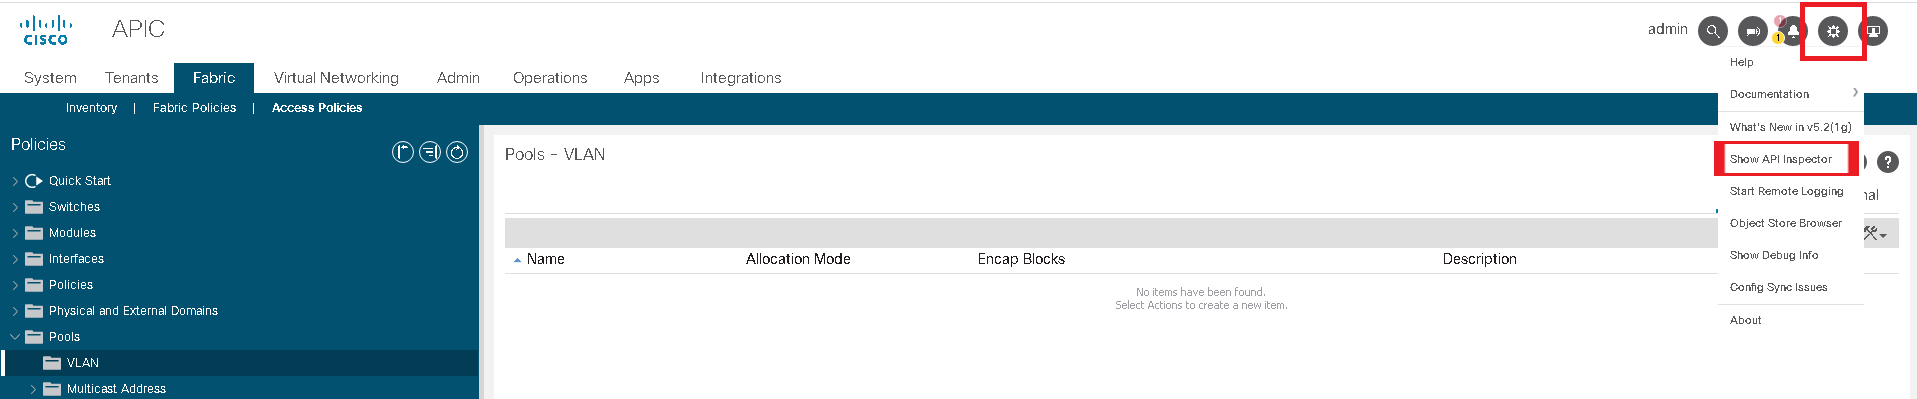 CISCO
APIC
admin
1
System Tenants Fabric Virtual Networking Admin Operations Apps Integrations
Inventory | Fabric Policies | Access Policies
Help
Documentation
What's New in v5.2(1g)
Show API Inspector
Start Remote Logging
Object Store Browser
Show Debug Info
Config Sync Issues
About
Policies
Quick Start
Switches
Modules
Interfaces
Policies
Physical and External Domains
Pools
VLAN
Multicast Address
Pools - VLAN
?
nal
Name Allocation Mode Encap Blocks Description
No items have been found.
Select Actions to create a new item.